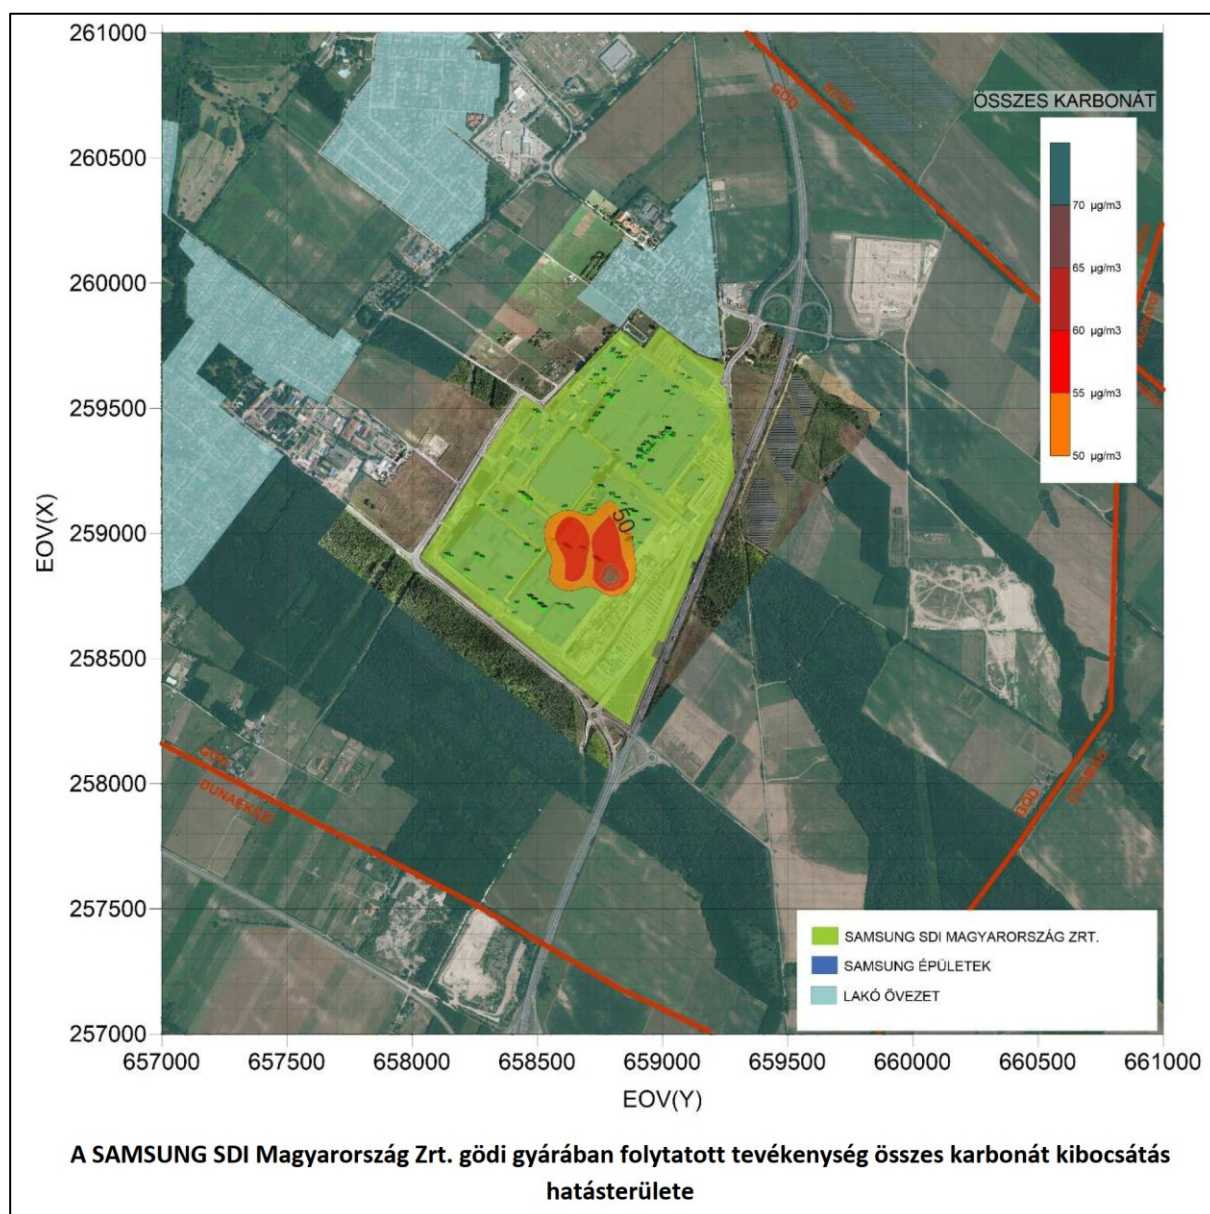 261000
260500
260000
259500
259000
258500
258000
257500
257000
EOV(X)
657000
657500
658000
658500
659000
659500
660000
660500
661000
EOV(Y)
ÖSSZES KARBONÁT
70 µg/m3
65 µg/m3
60 µg/m3
55 µg/m3
50 µg/m3
GÖD
50
GÖD
DUNAKESZI
GÖD
CSOMÁD
SAMSUNG SDI MAGYARORSZÁG ZRT.
SAMSUNG ÉPÜLETEK
LAKÓ ÖVEZET
A SAMSUNG SDI Magyarország Zrt. gödi gyárában folytatott tevékenység összes karbonát kibocsátás
hatásterülete